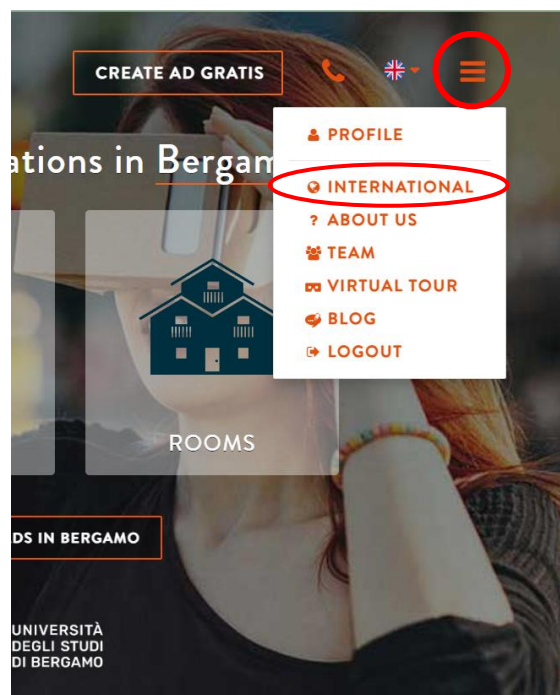 CREATE AD GRATIS
PROFILE
ations in Bergam
INTERNATIONAL
? ABOUT US
TEAM
VIRTUAL TOUR
BLOG
LOGOUT
ROOMS
DS IN BERGAMO
UNIVERSITÀ
DEGLI STUDI
DI BERGAMO